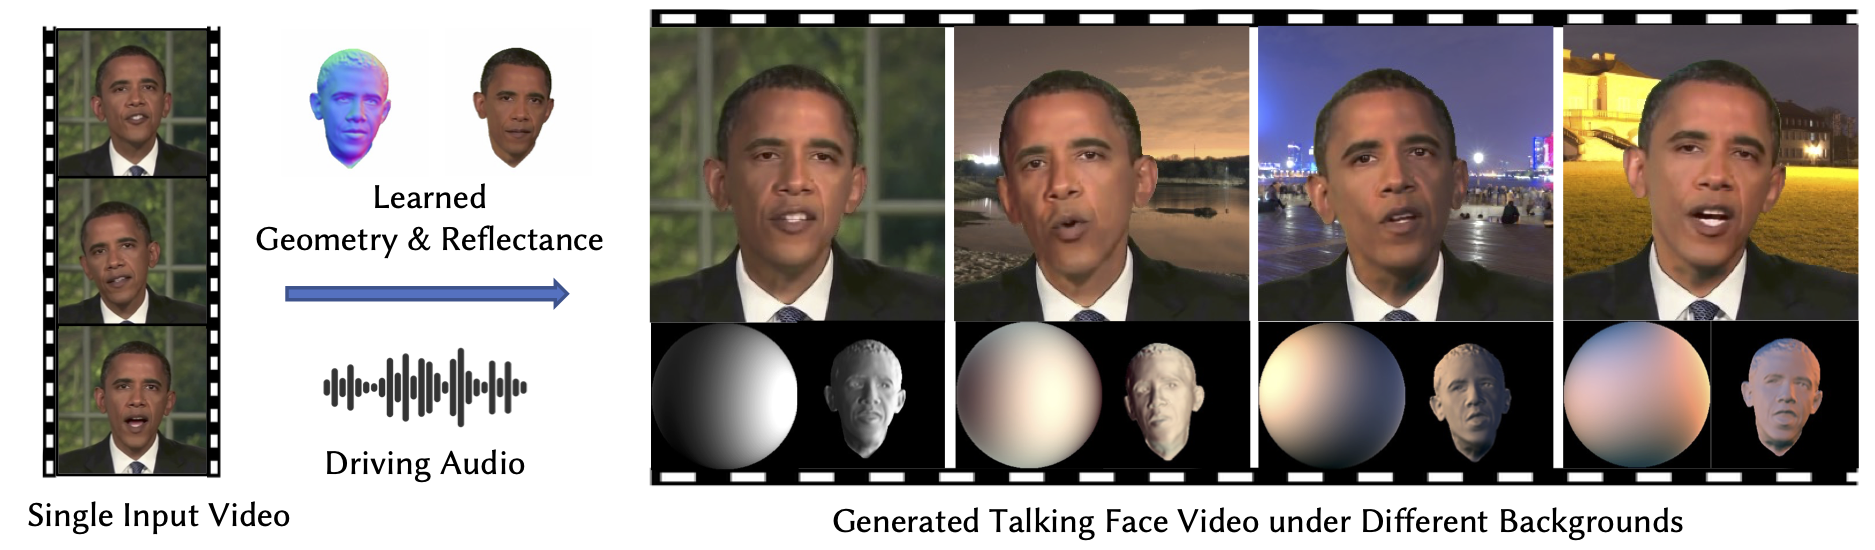 Learned
Geometry & Reflectance
Driving Audio
Single Input Video
Generated Talking Face Video under Different Backgrounds